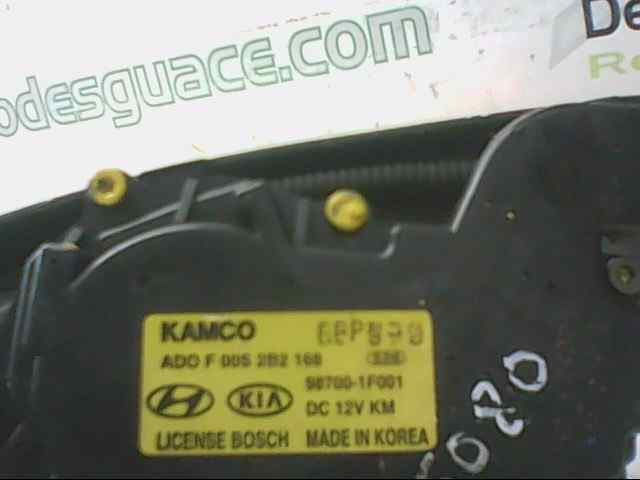 odesguace.com
De
Re
KAMCO
ADO F 00S 2B2 168
98700-1F001
KIA
DC 12V KM
LICENSE BOSCH MADE IN KOREA
080